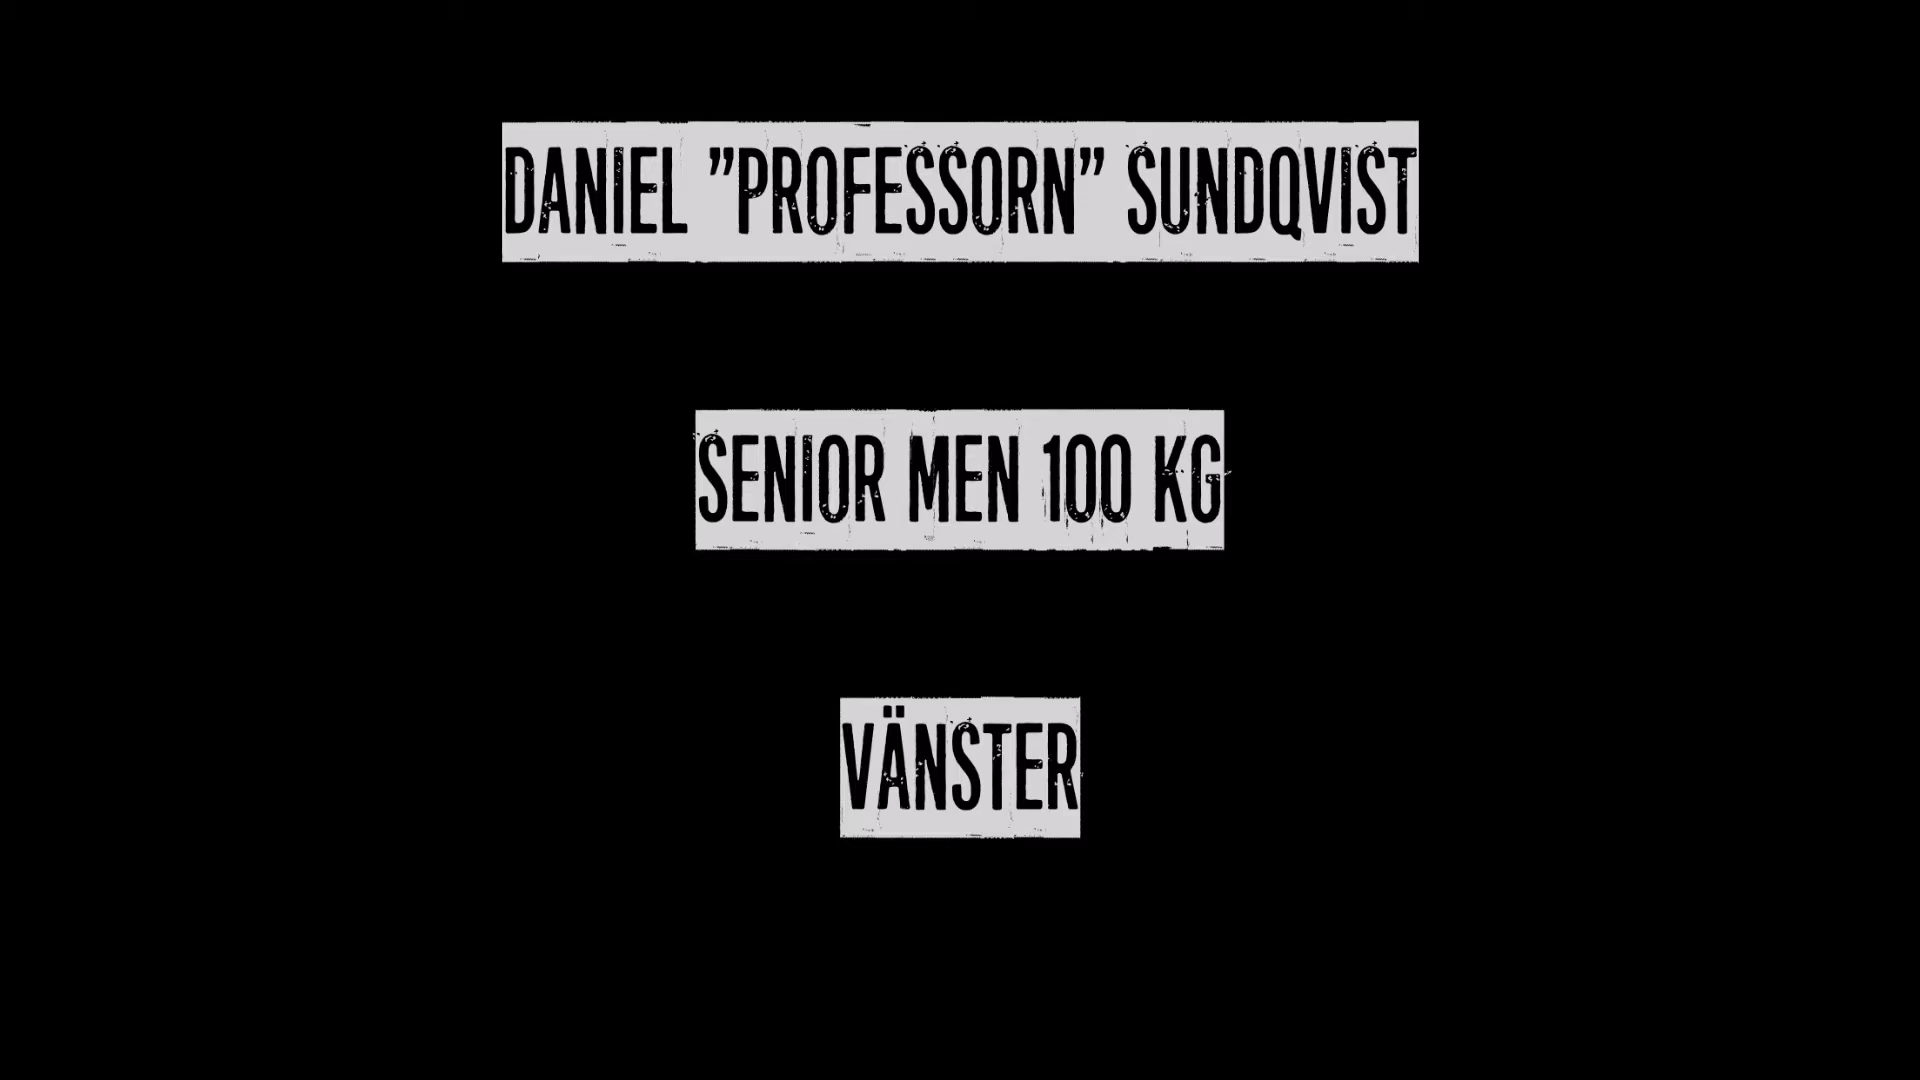 DANIEL ”PROFESSORN” SUNDQVIST
SENIOR MEN 100 KG
VÄNSTER